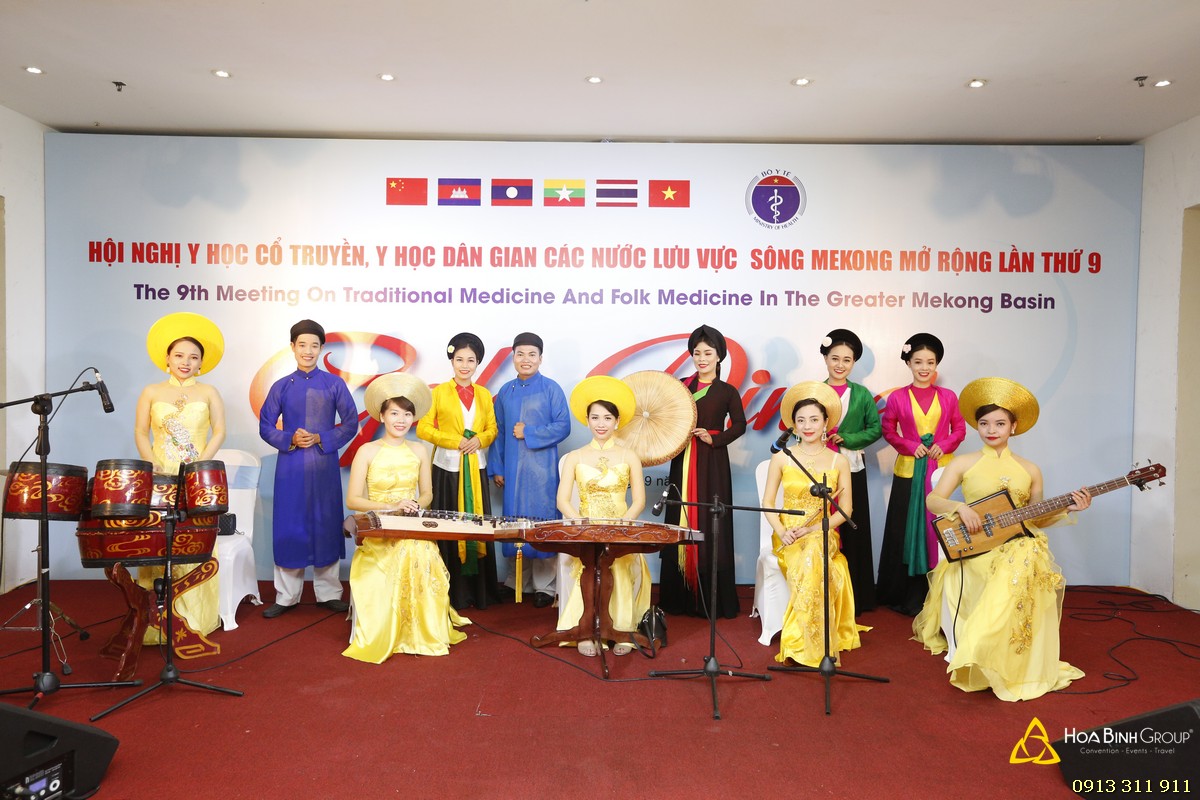 BỘ Y TẾ
MINISTRY OF HEALTH
HỘI NGHỊ Y HỌC CỔ TRUYỀN, Y HỌC DÂN GIAN CÁC NƯỚC LƯU VỰC SÔNG MEKONG MỞ RỘNG LẦN THỨ 9
The 9th Meeting On Traditional Medicine And Folk Medicine In The Greater Mekong Basin
HOA BINH GROUP®
Convention - Events - Travel
0913 311 911